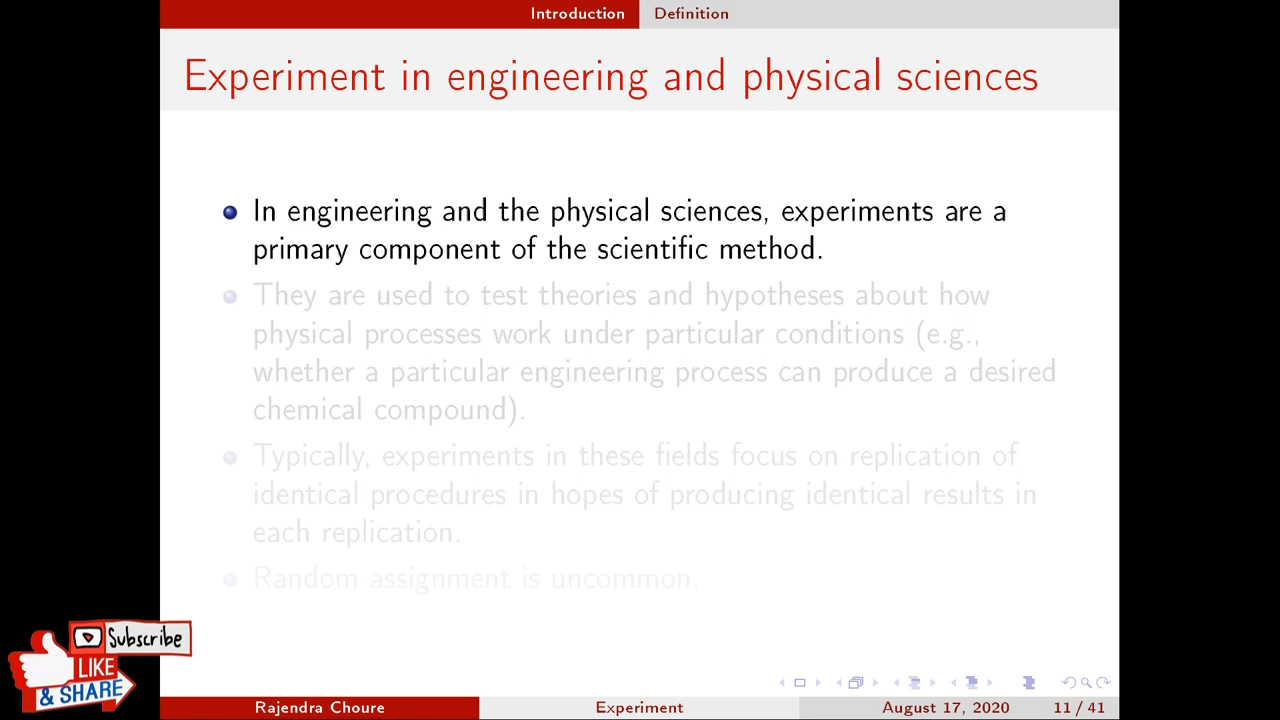 Introduction Definition
Experiment in engineering and physical sciences
In engineering and the physical sciences, experiments are a
primary component of the scientific method.
They are used to test theories and hypotheses about how
physical processes work under particular conditions (e.g.,
whether a particular engineering process can produce a desired
chemical compound).
Typically, experiments in these fields focus on replication of
identical procedures in hopes of producing identical results in
each replication.
Random assignment is uncommon.
Subscribe
LIKE
& SHARE
Rajendra Choure Experiment August 17, 2020 11 / 41